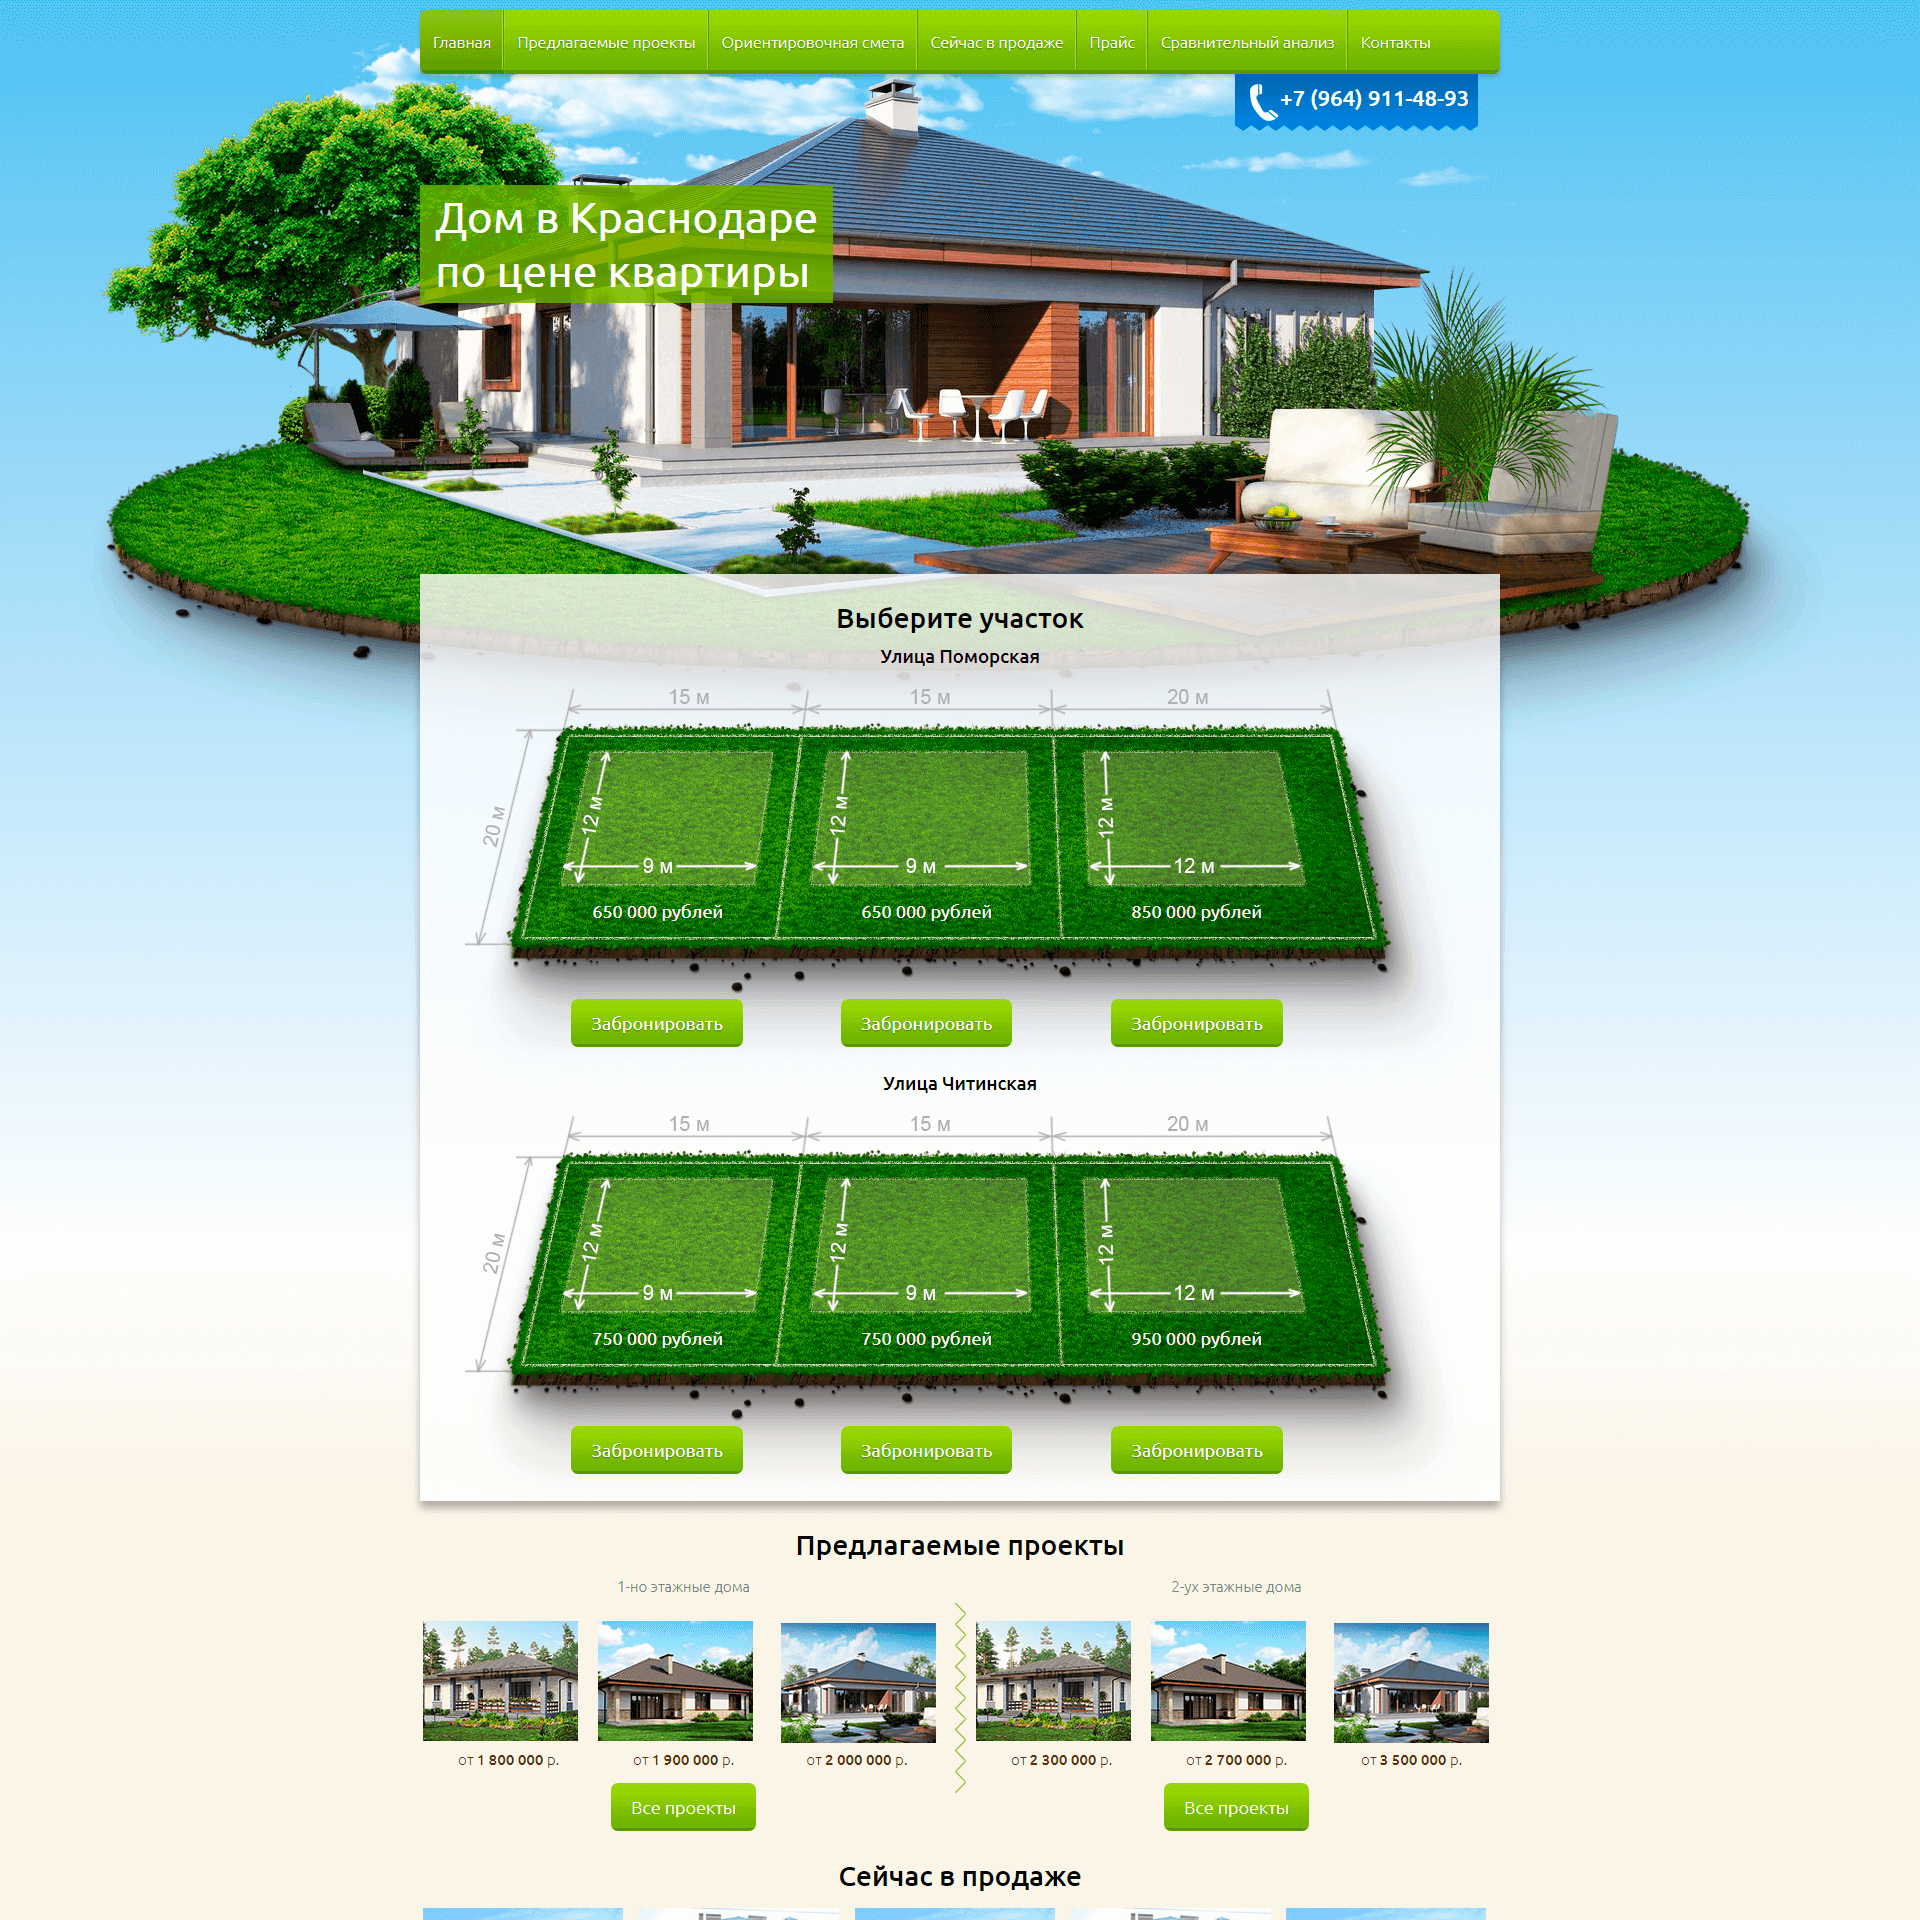 Главная
Предлагаемые проекты
Ориентировочная смета
Сейчас в продаже
Прайс
Сравнительный анализ
Контакты
+7 (964) 911-48-93
Дом в Краснодаре
по цене квартиры
Выберите участок
Улица Поморская
15 м
15 м
20 м
20 м
12 м
12 м
12 м
9 м
9 м
12 м
650 000 рублей
650 000 рублей
850 000 рублей
Забронировать
Забронировать
Забронировать
Улица Читинская
15 м
15 м
20 м
20 м
12 м
12 м
12 м
9 м
9 м
12 м
750 000 рублей
750 000 рублей
950 000 рублей
Забронировать
Забронировать
Забронировать
Предлагаемые проекты
1-но этажные дома
2-ух этажные дома
от 1 800 000 р.
от 1 900 000 р.
от 2 000 000 р.
от 2 300 000 р.
от 2 700 000 р.
от 3 500 000 р.
Все проекты
Все проекты
Сейчас в продаже